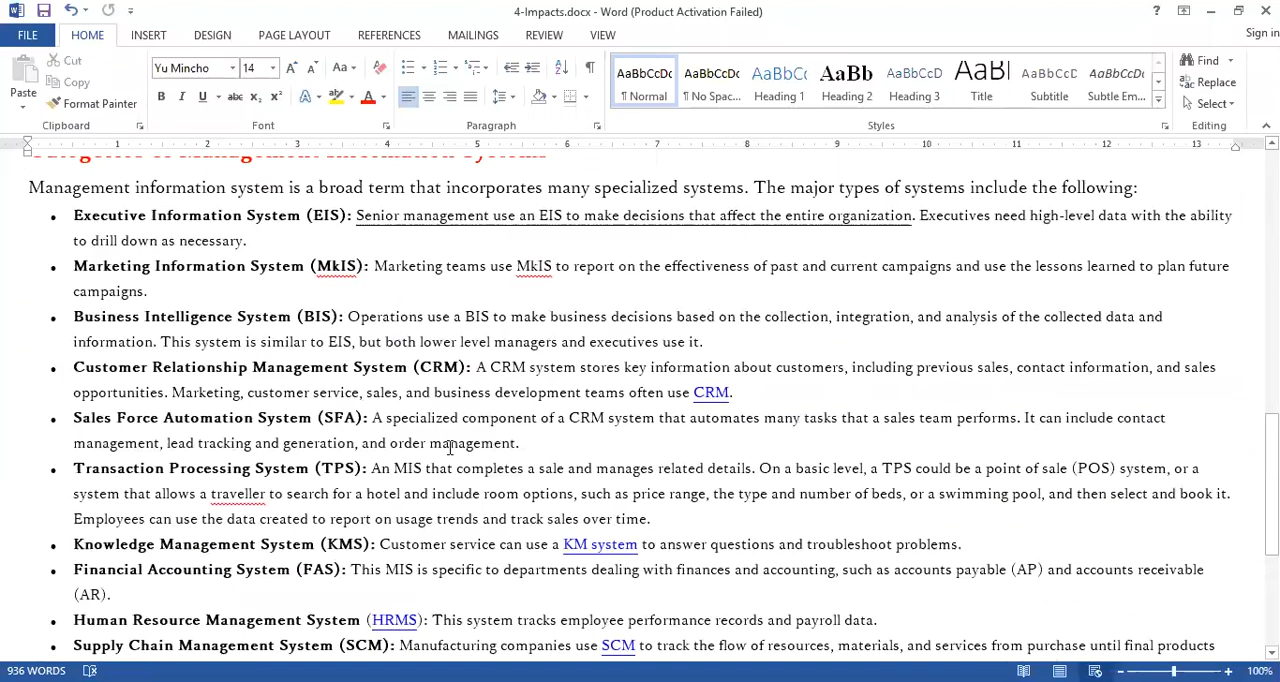 4-Impacts.docx - Word (Product Activation Failed)
FILE HOME INSERT DESIGN PAGE LAYOUT REFERENCES MAILINGS REVIEW VIEW Sign in
Paste Cut Copy Format Painter
Yu Mincho 14
AaBbCcDc AaBbCcDc AaBbCc AaBb AaBbCcD AaB AaBbCcD AaBbCcD
¶ Normal ¶ No Spac... Heading 1 Heading 2 Heading 3 Title Subtitle Subtle Em...
Find Replace Select
Clipboard Font Paragraph Styles Editing
1 2 3 4 5 6 7 8 9 10 11 12 13
Management information system is a broad term that incorporates many specialized systems. The major types of systems include the following:
• Executive Information System (EIS): Senior management use an EIS to make decisions that affect the entire organization. Executives need high-level data with the ability
to drill down as necessary.
• Marketing Information System (MkIS): Marketing teams use MkIS to report on the effectiveness of past and current campaigns and use the lessons learned to plan future
campaigns.
• Business Intelligence System (BIS): Operations use a BIS to make business decisions based on the collection, integration, and analysis of the collected data and
information. This system is similar to EIS, but both lower level managers and executives use it.
• Customer Relationship Management System (CRM): A CRM system stores key information about customers, including previous sales, contact information, and sales
opportunities. Marketing, customer service, sales, and business development teams often use CRM.
• Sales Force Automation System (SFA): A specialized component of a CRM system that automates many tasks that a sales team performs. It can include contact
management, lead tracking and generation, and order management.
• Transaction Processing System (TPS): An MIS that completes a sale and manages related details. On a basic level, a TPS could be a point of sale (POS) system, or a
system that allows a traveller to search for a hotel and include room options, such as price range, the type and number of beds, or a swimming pool, and then select and book it.
Employees can use the data created to report on usage trends and track sales over time.
• Knowledge Management System (KMS): Customer service can use a KM system to answer questions and troubleshoot problems.
• Financial Accounting System (FAS): This MIS is specific to departments dealing with finances and accounting, such as accounts payable (AP) and accounts receivable
(AR).
• Human Resource Management System (HRMS): This system tracks employee performance records and payroll data.
• Supply Chain Management System (SCM): Manufacturing companies use SCM to track the flow of resources, materials, and services from purchase until final products
936 WORDS 100%